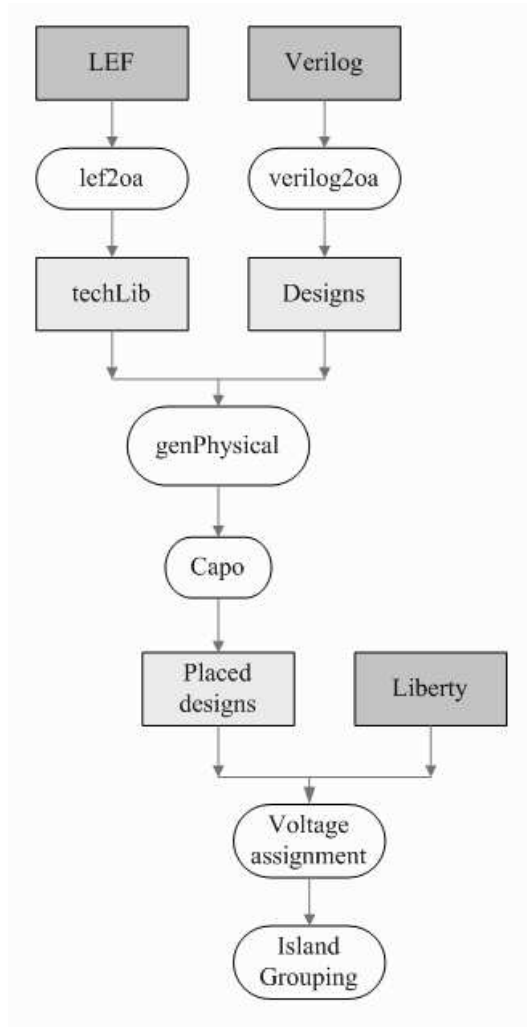 LEF
Verilog
lef2oa
verilog2oa
techLib
Designs
genPhysical
Capo
Placed
designs
Liberty
Voltage
assignment
Island
Grouping